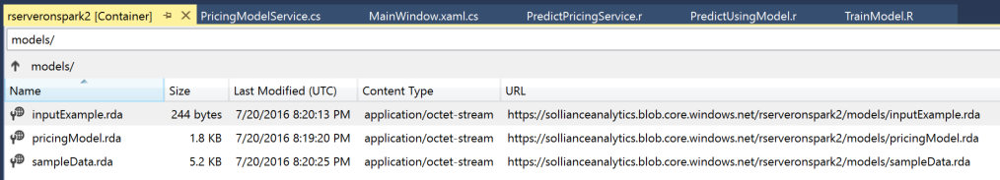 rserveronspark2 [Container] PricingModelService.cs MainWindow.xaml.cs PredictPricingService.r PredictUsingModel.r TrainModel.R
models/
models/
Name Size Last Modified (UTC) Content Type URL
inputExample.rda 244 bytes 7/20/2016 8:20:13 PM application/octet-stream https://sollianceanalytics.blob.core.windows.net/rserveronspark2/models/inputExample.rda
pricingModel.rda 1.8 KB 7/20/2016 8:19:20 PM application/octet-stream https://sollianceanalytics.blob.core.windows.net/rserveronspark2/models/pricingModel.rda
sampleData.rda 5.2 KB 7/20/2016 8:20:25 PM application/octet-stream https://sollianceanalytics.blob.core.windows.net/rserveronspark2/models/sampleData.rda